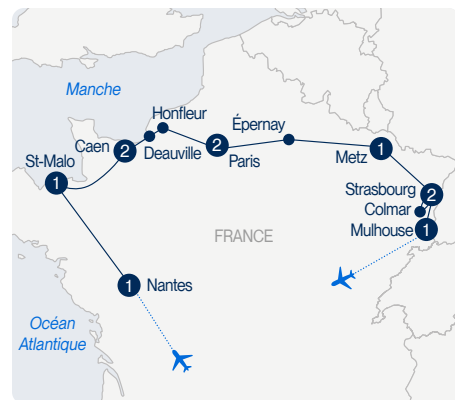 Manche
Honfleur
Épernay
Caen
2
Deauville
2
Paris
Metz
1
St-Malo
1
Strasbourg
2
Colmar
Mulhouse
1
FRANCE
1
Nantes
Océan
Atlantique